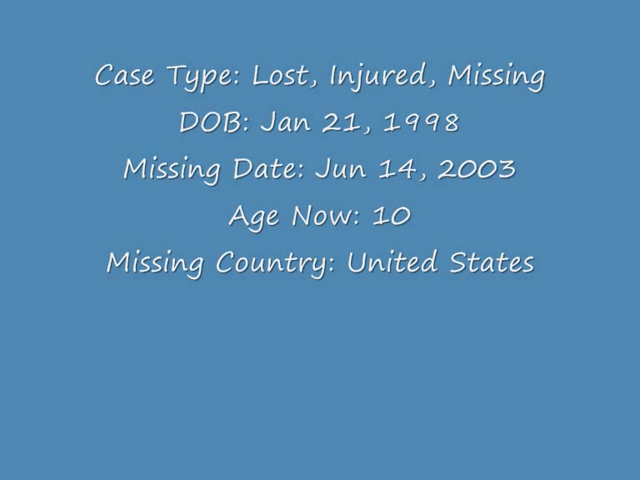 Case Type: Lost, Injured, Missing
DOB: Jan 21, 1998
Missing Date: Jun 14, 2003
Age Now: 10
Missing Country: United States